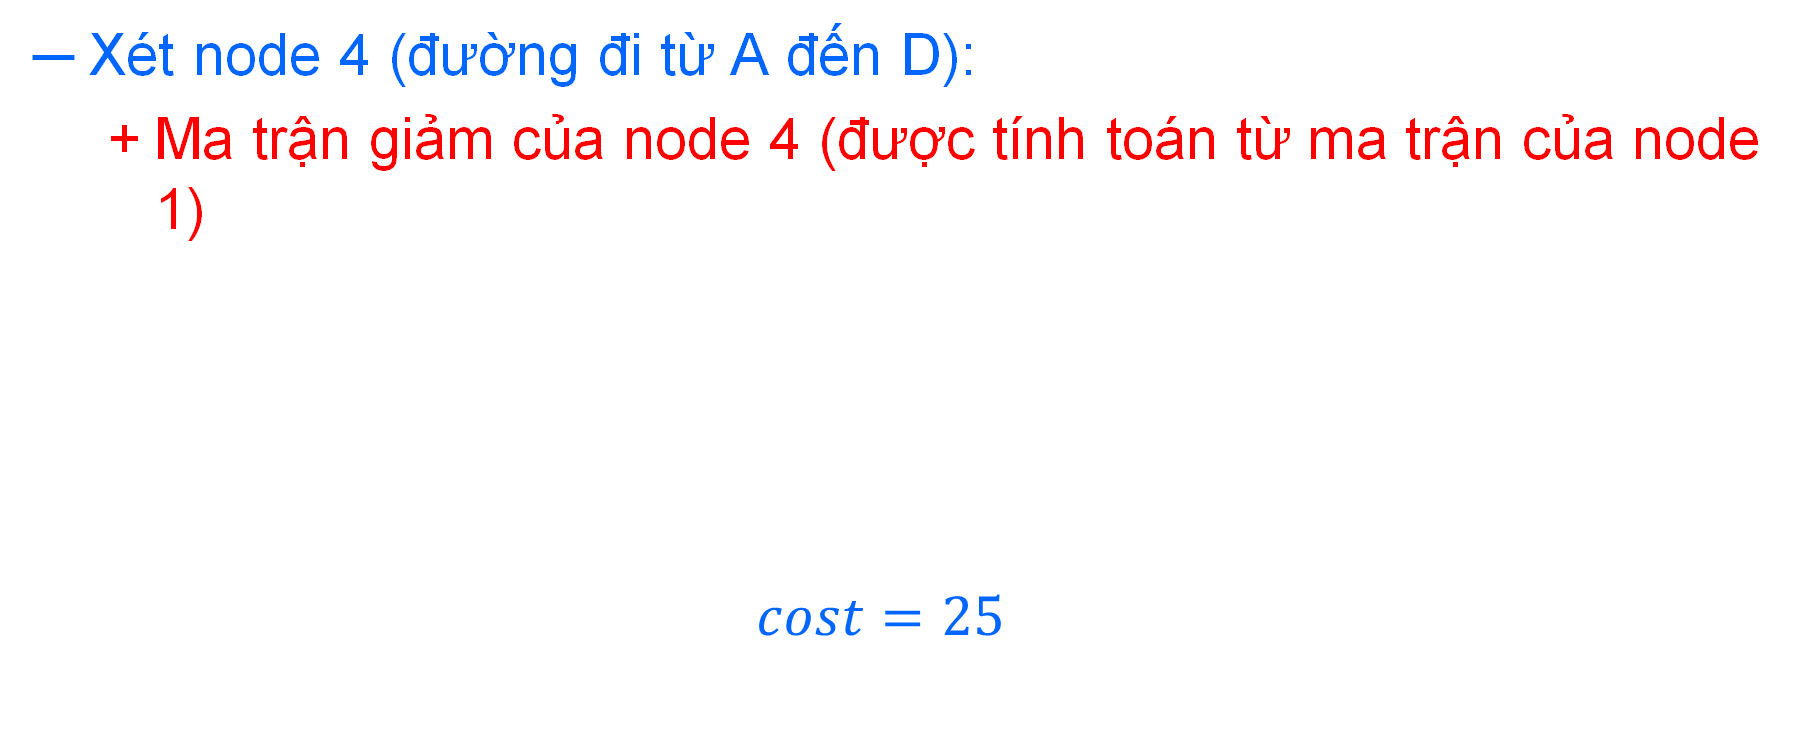 — Xét node 4 (đường đi từ A đến D):
+ Ma trận giảm của node 4 (được tính toán từ ma trận của node
1)
cost = 25